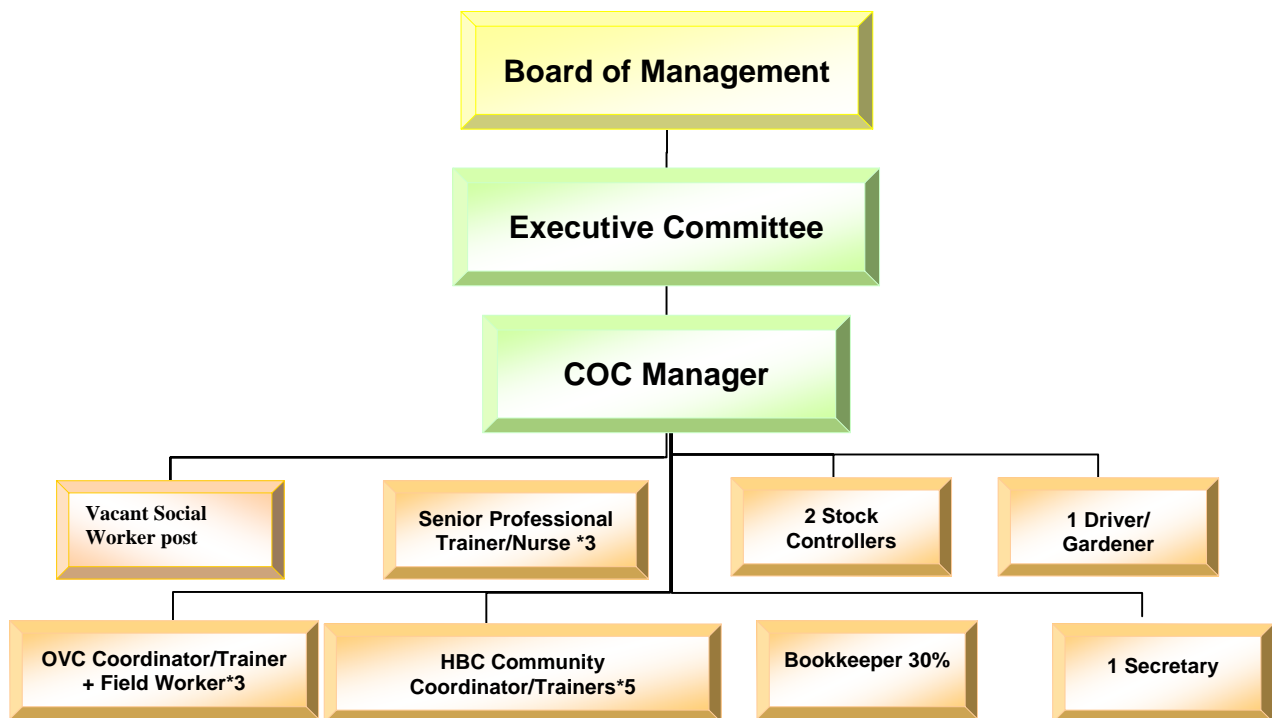 Board of Management
Executive Committee
COC Manager
Vacant Social
Worker post
Senior Professional
Trainer/Nurse *3
2 Stock
Controllers
1 Driver/
Gardener
OVC Coordinator/Trainer
+ Field Worker*3
HBC Community
Coordinator/Trainers*5
Bookkeeper 30%
1 Secretary